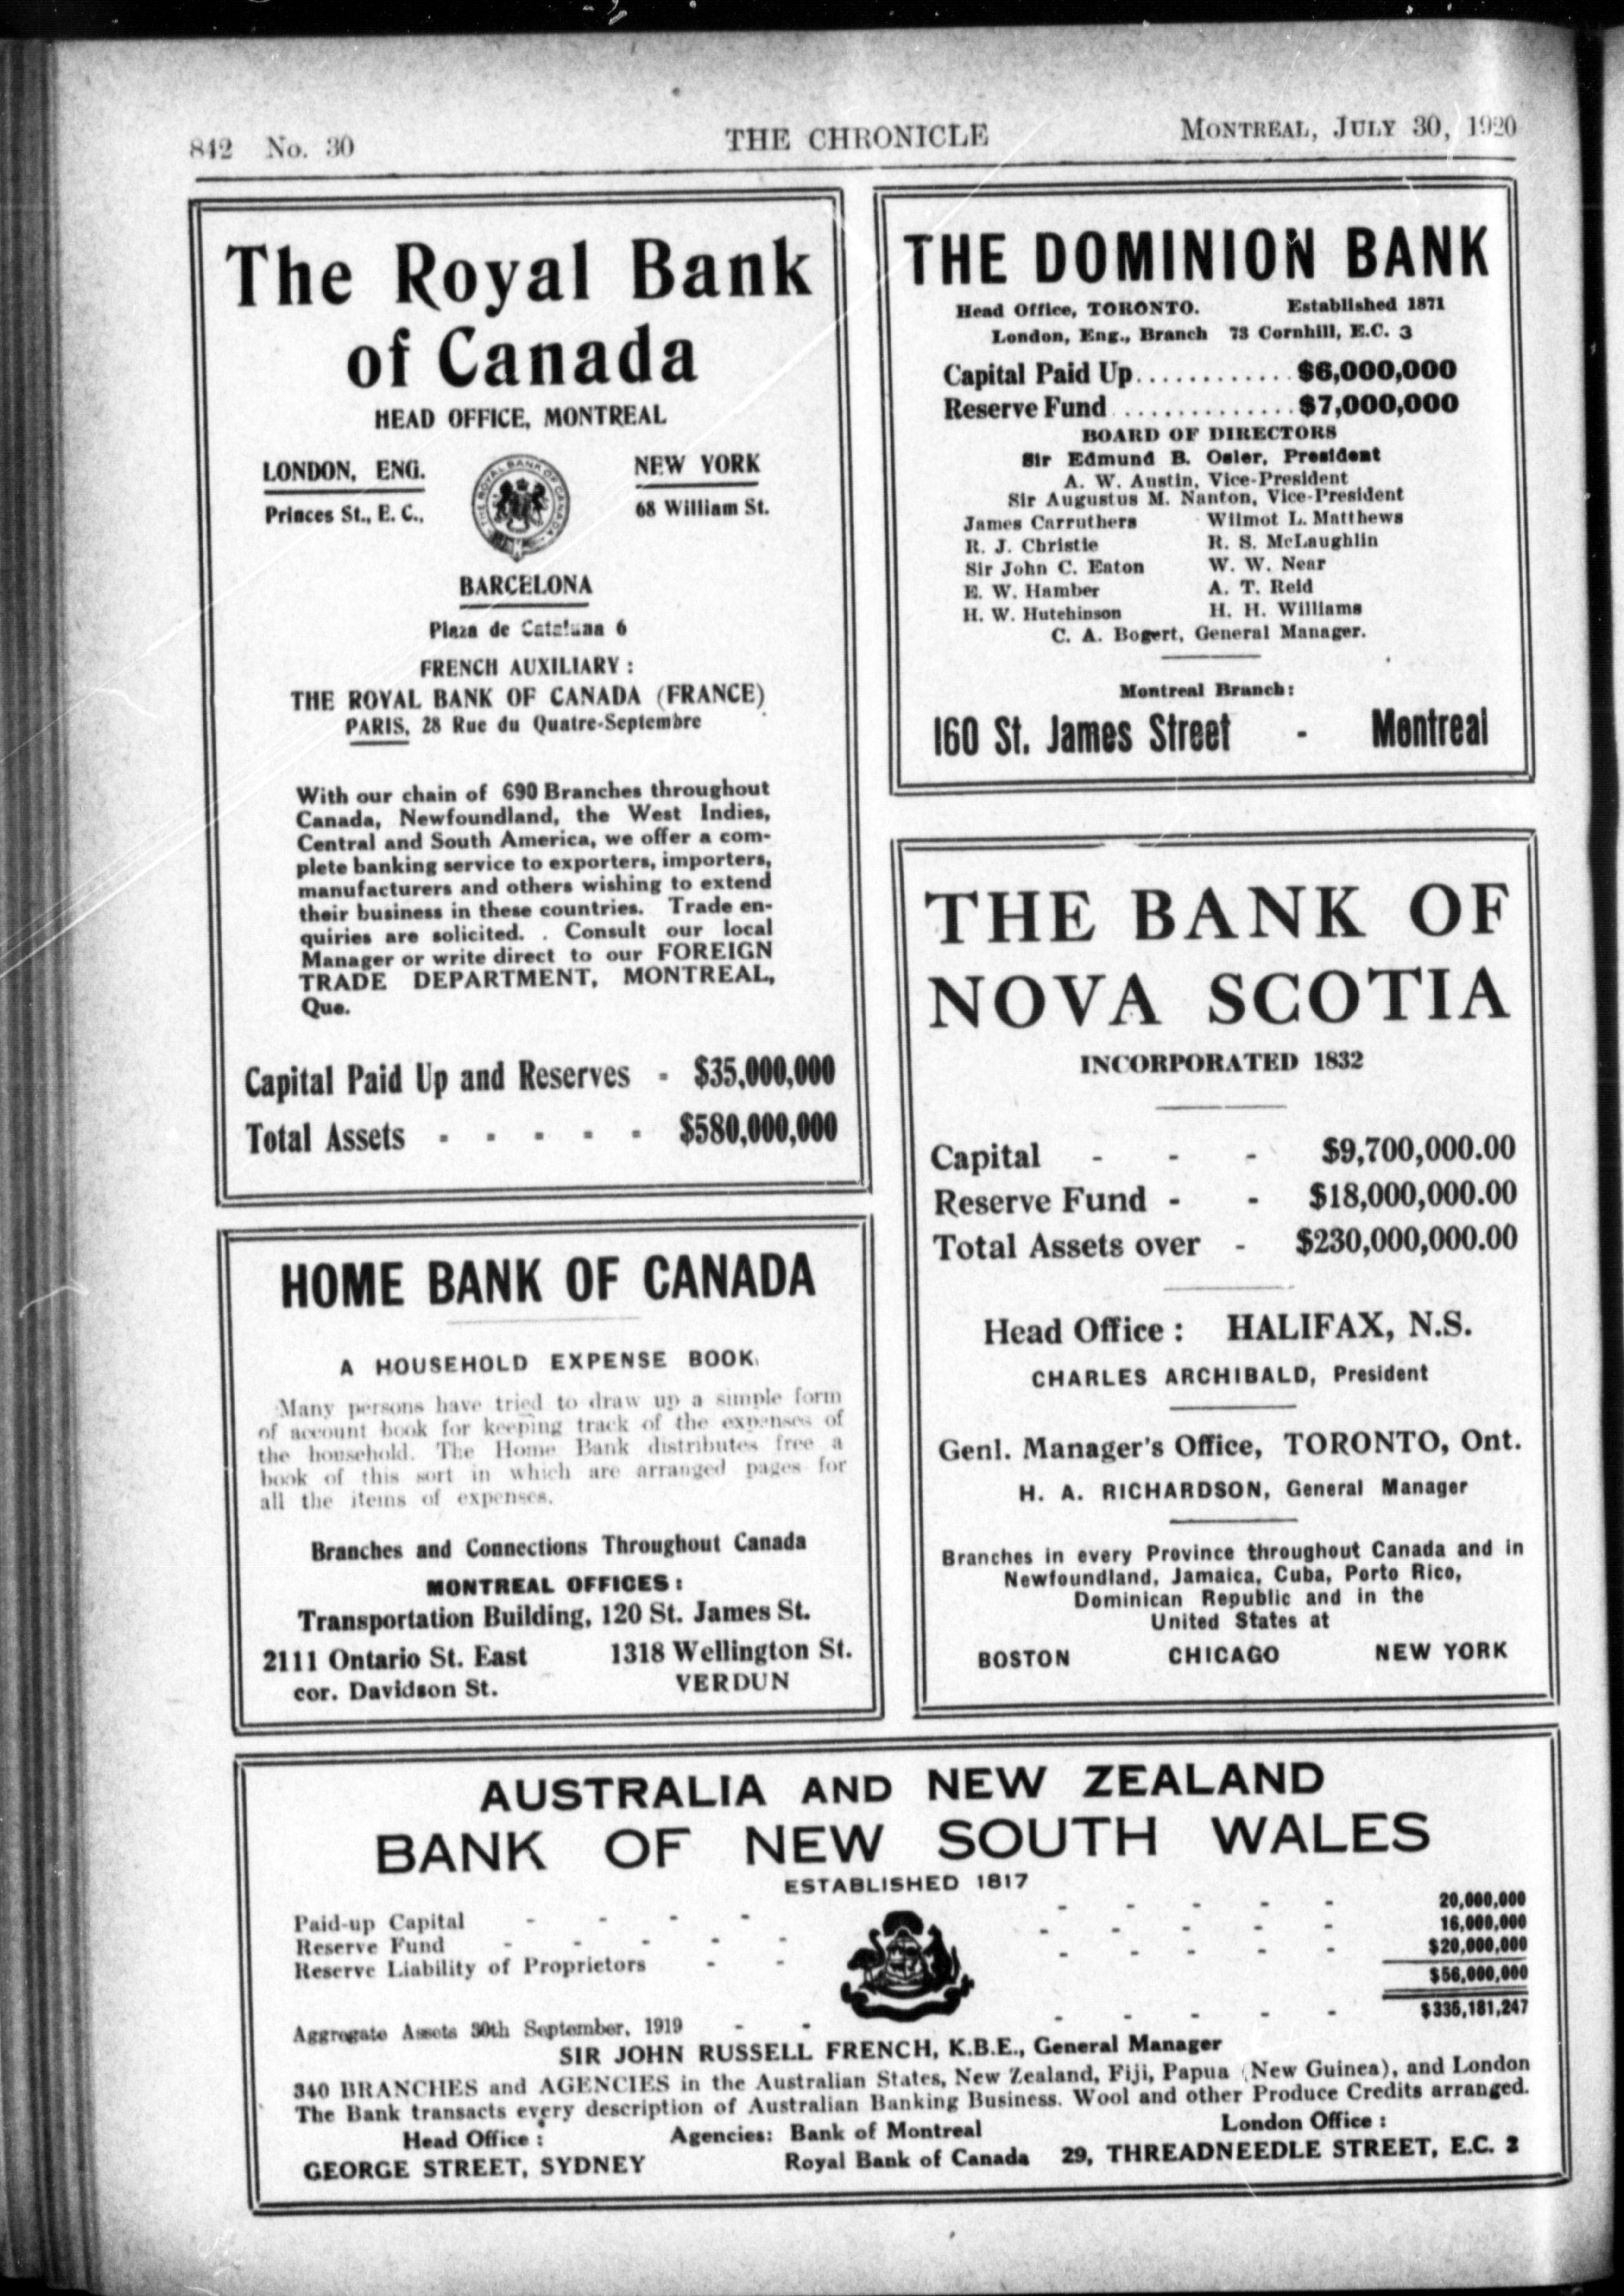 842 No. 30 THE CHRONICLE MONTREAL, JULY 30, 1920
The Royal Bank
of Canada
HEAD OFFICE, MONTREAL
LONDON, ENG.
Princes St., E. C.,
THE ROYAL BANK OF CANADA
NEW YORK
68 William St.
BARCELONA
Plaza de Cataluna 6
FRENCH AUXILIARY :
THE ROYAL BANK OF CANADA (FRANCE)
PARIS, 28 Rue du Quatre-Septembre
With our chain of 690 Branches throughout
Canada, Newfoundland, the West Indies,
Central and South America, we offer a com-
plete banking service to exporters, importers,
manufacturers and others wishing to extend
their business in these countries. Trade en-
quiries are solicited. . Consult our local
Manager or write direct to our FOREIGN
TRADE DEPARTMENT, MONTREAL,
Que.
Capital Paid Up and Reserves - $35,000,000
Total Assets - - - - - $580,000,000
HOME BANK OF CANADA
A HOUSEHOLD EXPENSE BOOK.
Many persons have tried to draw up a simple form
of account book for keeping track of the expenses of
the household. The Home Bank distributes free a
book of this sort in which are arranged pages for
all the items of expenses.
Branches and Connections Throughout Canada
MONTREAL OFFICES :
Transportation Building, 120 St. James St.
2111 Ontario St. East 1318 Wellington St.
cor. Davidson St. VERDUN
THE DOMINION BANK
Head Office, TORONTO. Established 1871
London, Eng., Branch 73 Cornhill, E.C. 3
Capital Paid Up............ $6,000,000
Reserve Fund .............. $7,000,000
BOARD OF DIRECTORS
Sir Edmund B. Osler, President
A. W. Austin, Vice-President
Sir Augustus M. Nanton, Vice-President
James Carruthers Wilmot L. Matthews
R. J. Christie R. S. McLaughlin
Sir John C. Eaton W. W. Near
E. W. Hamber A. T. Reid
H. W. Hutchinson H. H. Williams
C. A. Bogert, General Manager.
Montreal Branch:
160 St. James Street - Montreal
THE BANK OF
NOVA SCOTIA
INCORPORATED 1832
Capital - - - $9,700,000.00
Reserve Fund - - $18,000,000.00
Total Assets over - $230,000,000.00
Head Office : HALIFAX, N.S.
CHARLES ARCHIBALD, President
Genl. Manager's Office, TORONTO, Ont.
H. A. RICHARDSON, General Manager
Branches in every Province throughout Canada and in
Newfoundland, Jamaica, Cuba, Porto Rico,
Dominican Republic and in the
United States at
BOSTON CHICAGO NEW YORK
AUSTRALIA AND NEW ZEALAND
BANK OF NEW SOUTH WALES
ESTABLISHED 1817
Paid-up Capital - - - - - - - - - 20,000,000
Reserve Fund - - - - - - - - - - 16,000,000
Reserve Liability of Proprietors - - - - - - - $20,000,000
$56,000,000
Aggregate Assets 30th September, 1919 - - - - - - - $335,181,247
SIR JOHN RUSSELL FRENCH, K.B.E., General Manager
340 BRANCHES and AGENCIES in the Australian States, New Zealand, Fiji, Papua (New Guinea), and London
The Bank transacts every description of Australian Banking Business. Wool and other Produce Credits arranged.
Head Office : Agencies: Bank of Montreal London Office :
GEORGE STREET, SYDNEY Royal Bank of Canada 29, THREADNEEDLE STREET, E.C. 2